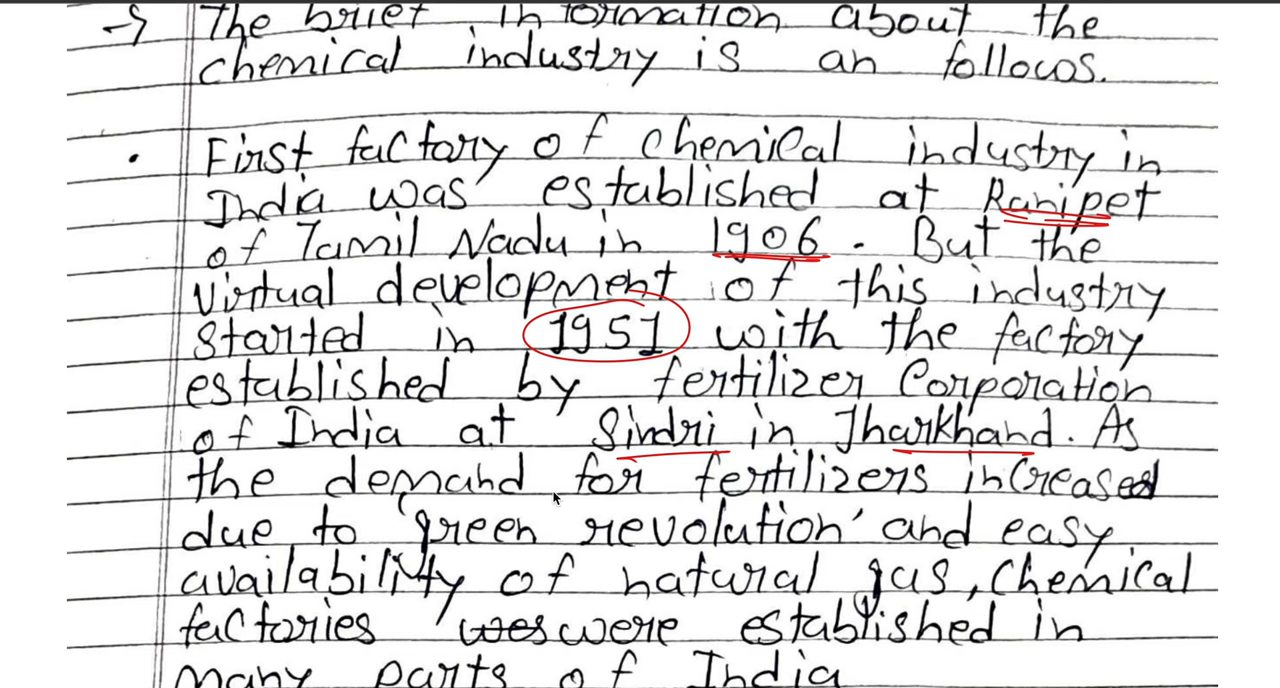 → The brief information about the
chemical industry is an follows.
• First factory of chemical industry in
India was established at Ranipet
of Tamil Nadu in 1906. But the
virtual development of this industry
started in 1951 with the factory
established by fertilizer Corporation
of India at Sindri in Jharkhand. As
the demand for fertilizers increased
due to 'green revolution' and easy
availability of natural gas, chemical
factories were established in
many parts of India